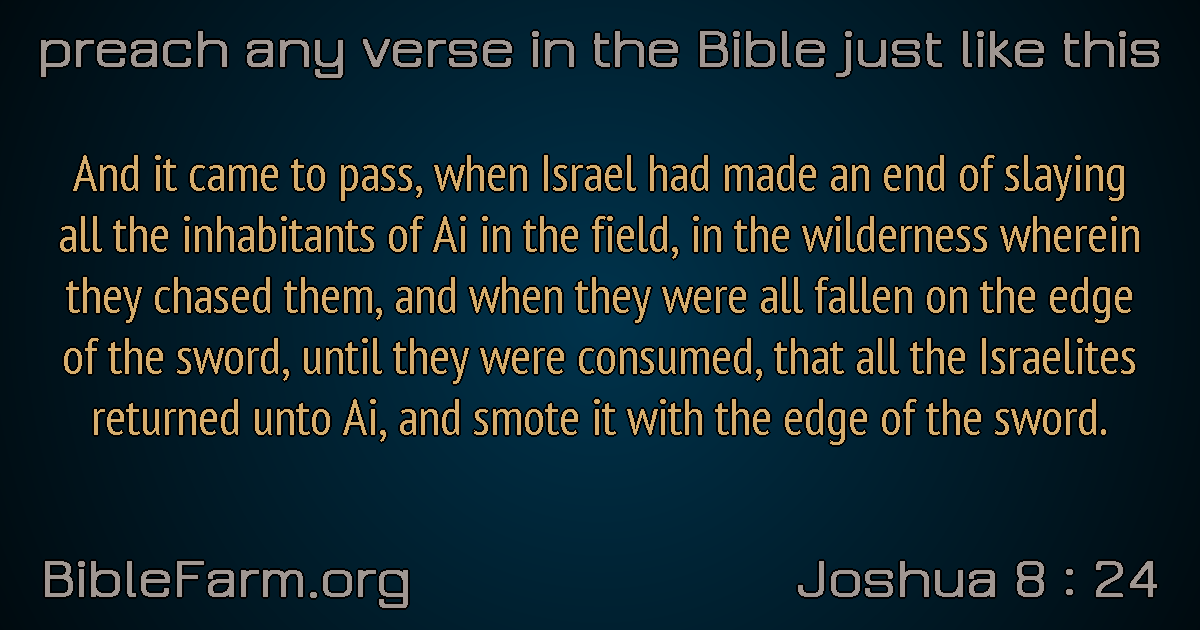 preach any verse in the Bible just like this
And it came to pass, when Israel had made an end of slaying
all the inhabitants of Ai in the field, in the wilderness wherein
they chased them, and when they were all fallen on the edge
of the sword, until they were consumed, that all the Israelites
returned unto Ai, and smote it with the edge of the sword.
BibleFarm.org
Joshua 8 : 24